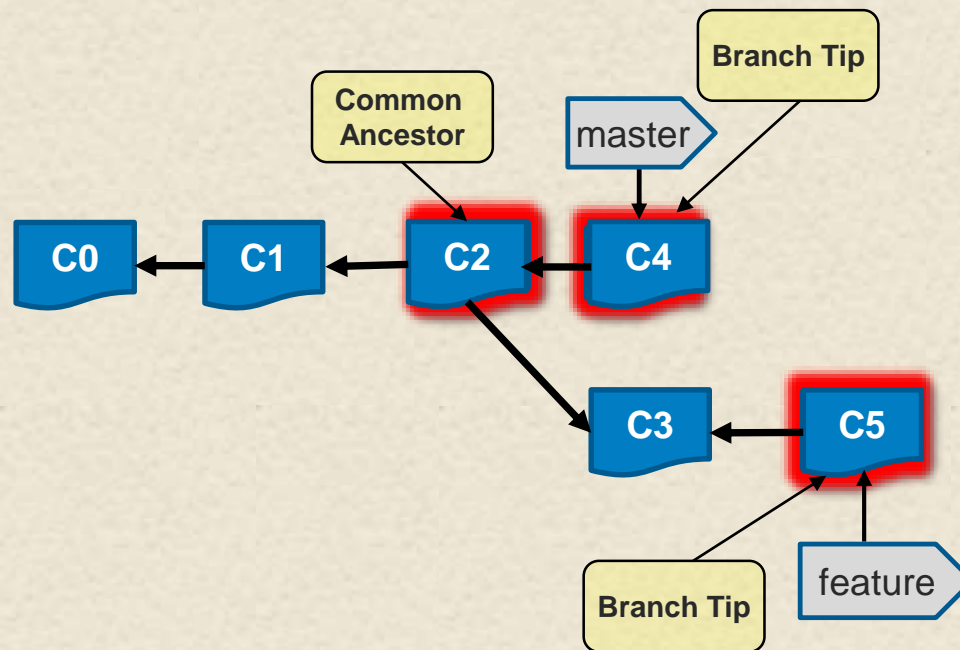 Branch Tip
Common
Ancestor
master
C0
C1
C2
C4
C3
C5
Branch Tip
feature